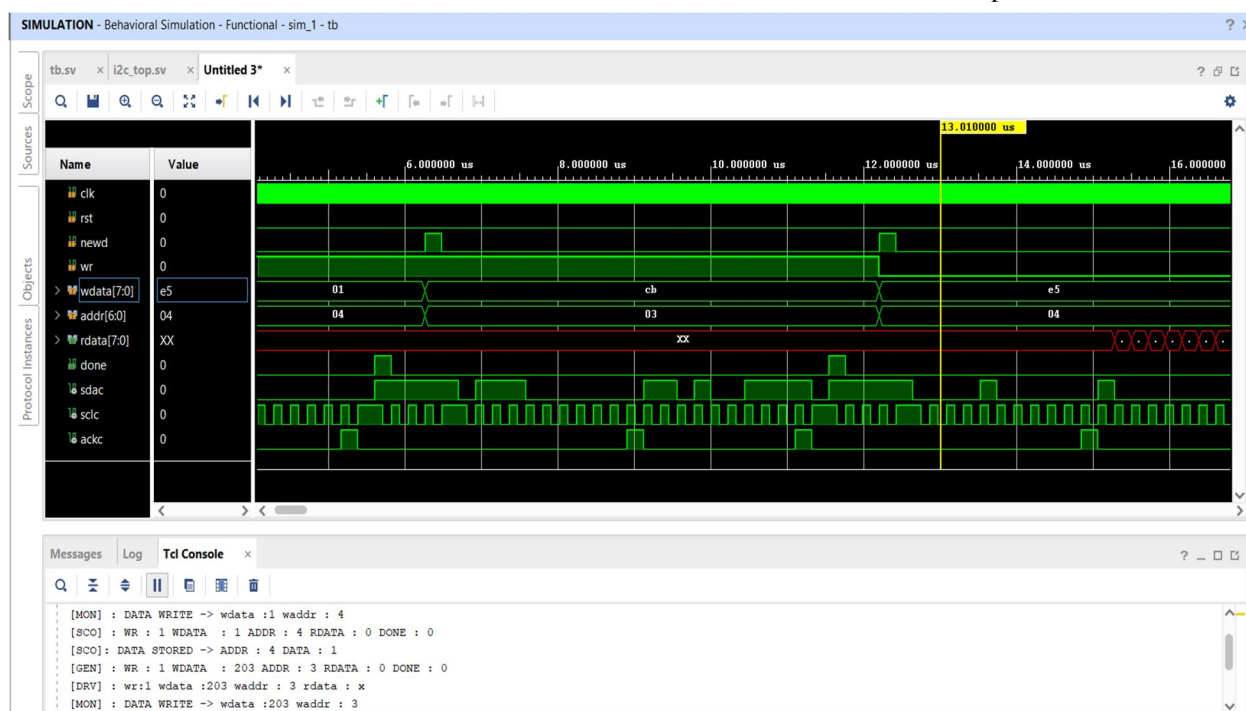 SIMULATION - Behavioral Simulation - Functional - sim_1 - tb ?
tb.sv × i2c_top.sv × Untitled 3* × ?
Scope
Sources
Objects
Protocol Instances
13.010000 us
Name Value 6.000000 us 8.000000 us 10.000000 us 12.000000 us 14.000000 us 16.000000
clk 0
rst 0
newd 0
wr 0
wdata[7:0] e5 01 cb e5
addr[6:0] 04 04 03 04
rdata[7:0] XX XX
done 0
sdac 0
sclc 0
ackc 0
Messages Log Tcl Console × ?
[MON] : DATA WRITE -> wdata :1 waddr : 4
[SCO] : WR : 1 WDATA : 1 ADDR : 4 RDATA : 0 DONE : 0
[SCO]: DATA STORED -> ADDR : 4 DATA : 1
[GEN] : WR : 1 WDATA : 203 ADDR : 3 RDATA : 0 DONE : 0
[DRV] : wr:1 wdata :203 waddr : 3 rdata : x
[MON] : DATA WRITE -> wdata :203 waddr : 3